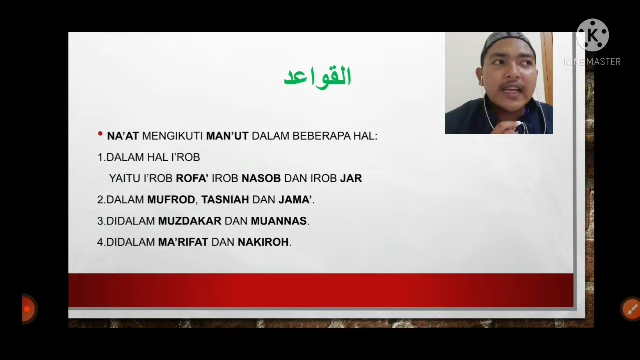 القواعد
K
KINEMASTER
• NA'AT MENGIKUTI MAN'UT DALAM BEBERAPA HAL:
1.DALAM HAL I'ROB
YAITU I'ROB ROFA' IROB NASOB DAN IROB JAR
2.DALAM MUFROD, TASNIAH DAN JAMA'.
3.DIDALAM MUZDAKAR DAN MUANNAS.
4.DIDALAM MA'RIFAT DAN NAKIROH.